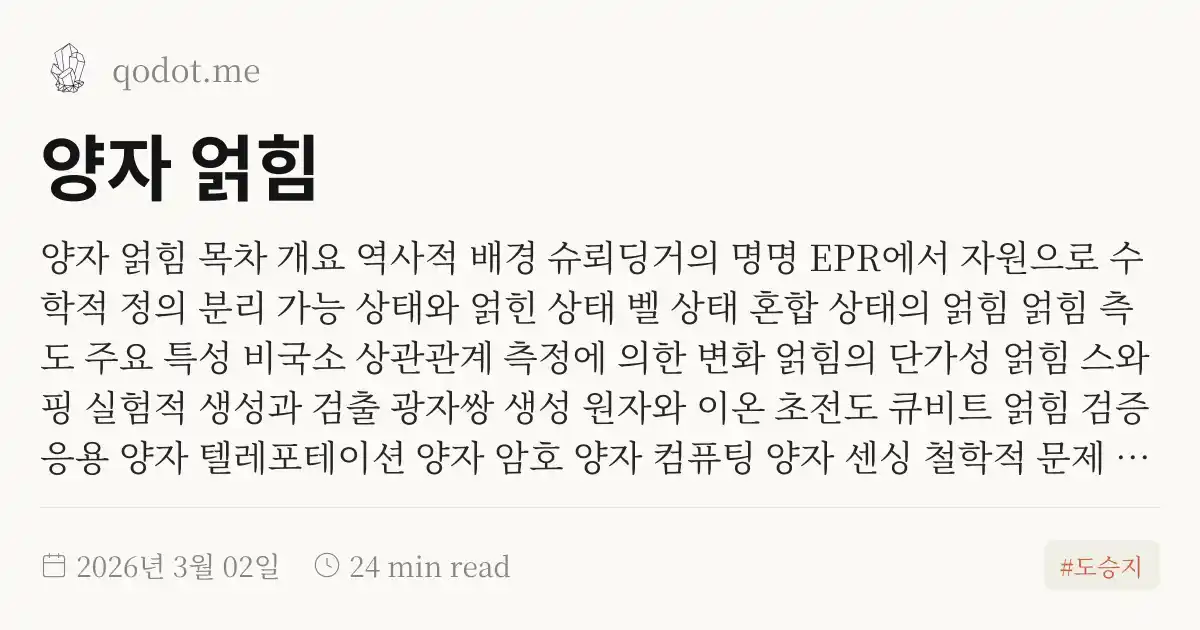 qodot.me
양자 얽힘
양자 얽힘 목차 개요 역사적 배경 슈뢰딩거의 명명 EPR에서 자원으로 수
학적 정의 분리 가능 상태와 얽힌 상태 벨 상태 혼합 상태의 얽힘 얽힘 측
도 주요 특성 비국소 상관관계 측정에 의한 변화 얽힘의 단가성 얽힘 스와
핑 실험적 생성과 검출 광자쌍 생성 원자와 이온 초전도 큐비트 얽힘 검증
응용 양자 텔레포테이션 양자 암호 양자 컴퓨팅 양자 센싱 철학적 문제 …
2026년 3월 02일 24 min read
#도승지